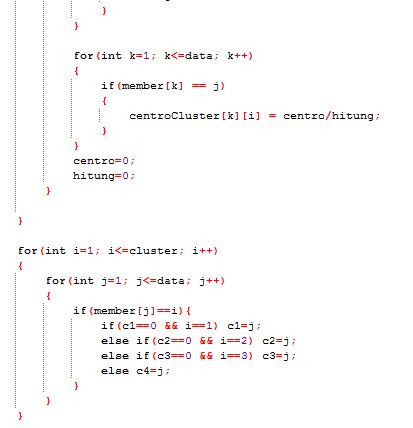 }
}
for(int k=1; k<=data; k++)
{
if(member[k] == j)
{
centroCluster[k][i] = centro/hitung;
}
}
centro=0;
hitung=0;
}
}
for(int i=1; i<=cluster; i++)
{
for(int j=1; j<=data; j++)
{
if(member[j]==i){
if(c1==0 && i==1) c1=j;
else if(c2==0 && i==2) c2=j;
else if(c3==0 && i==3) c3=j;
else c4=j;
}
}
}